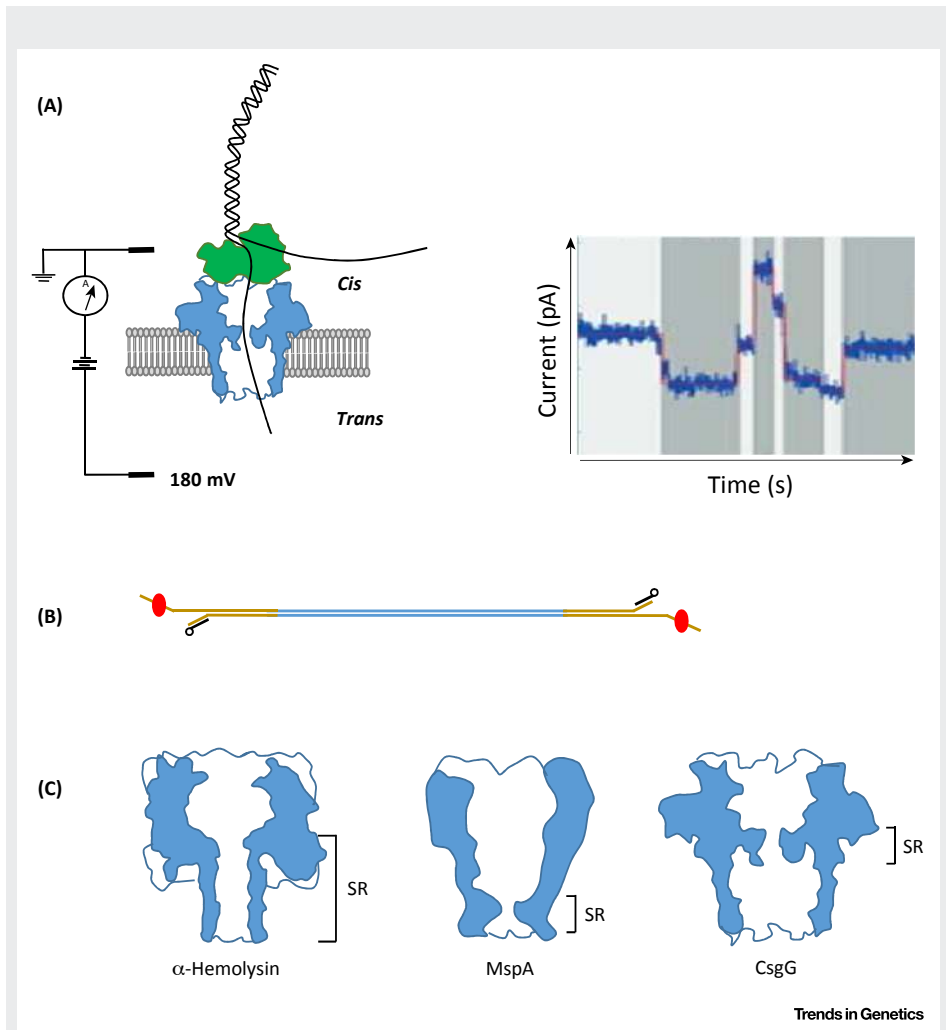 (A)
A
Cis
Trans
180 mV
Current (pA)
Time (s)
(B)
(C)
SR
SR
SR
α-Hemolysin
MspA
CsgG
Trends in Genetics